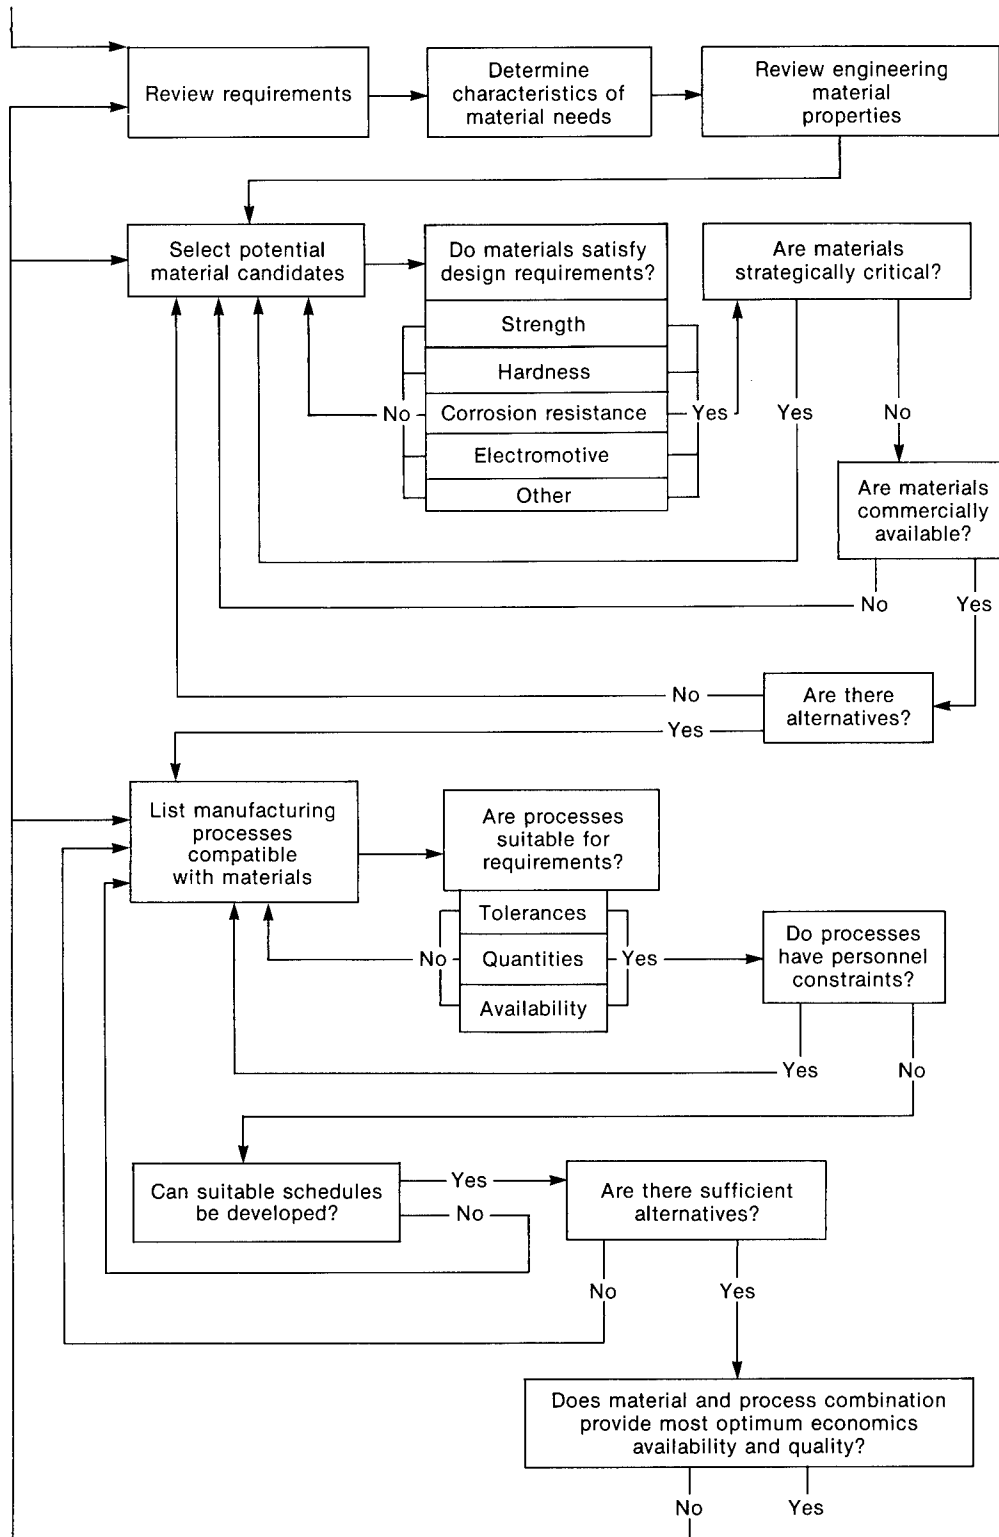 Review requirements
Determine
characteristics of
material needs
Review engineering
material
properties
Select potential
material candidates
Do materials satisfy
design requirements?
Are materials
strategically critical?
Strength
Hardness
No
Corrosion resistance
Yes
Yes
No
Electromotive
Other
Are materials
commercially
available?
No
Yes
No
Are there
alternatives?
Yes
List manufacturing
processes
compatible
with materials
Are processes
suitable for
requirements?
Tolerances
No
Quantities
Yes
Availability
Do processes
have personnel
constraints?
Yes
No
Can suitable schedules
be developed?
Yes
No
Are there sufficient
alternatives?
No
Yes
Does material and process combination
provide most optimum economics
availability and quality?
No
Yes